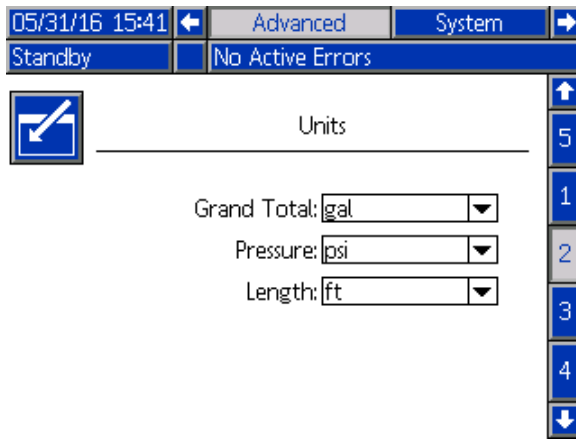 05/31/16 15:41 Advanced System
Standby No Active Errors
Units
5
Grand Total: gal
1
Pressure: psi
2
Length: ft
3
4